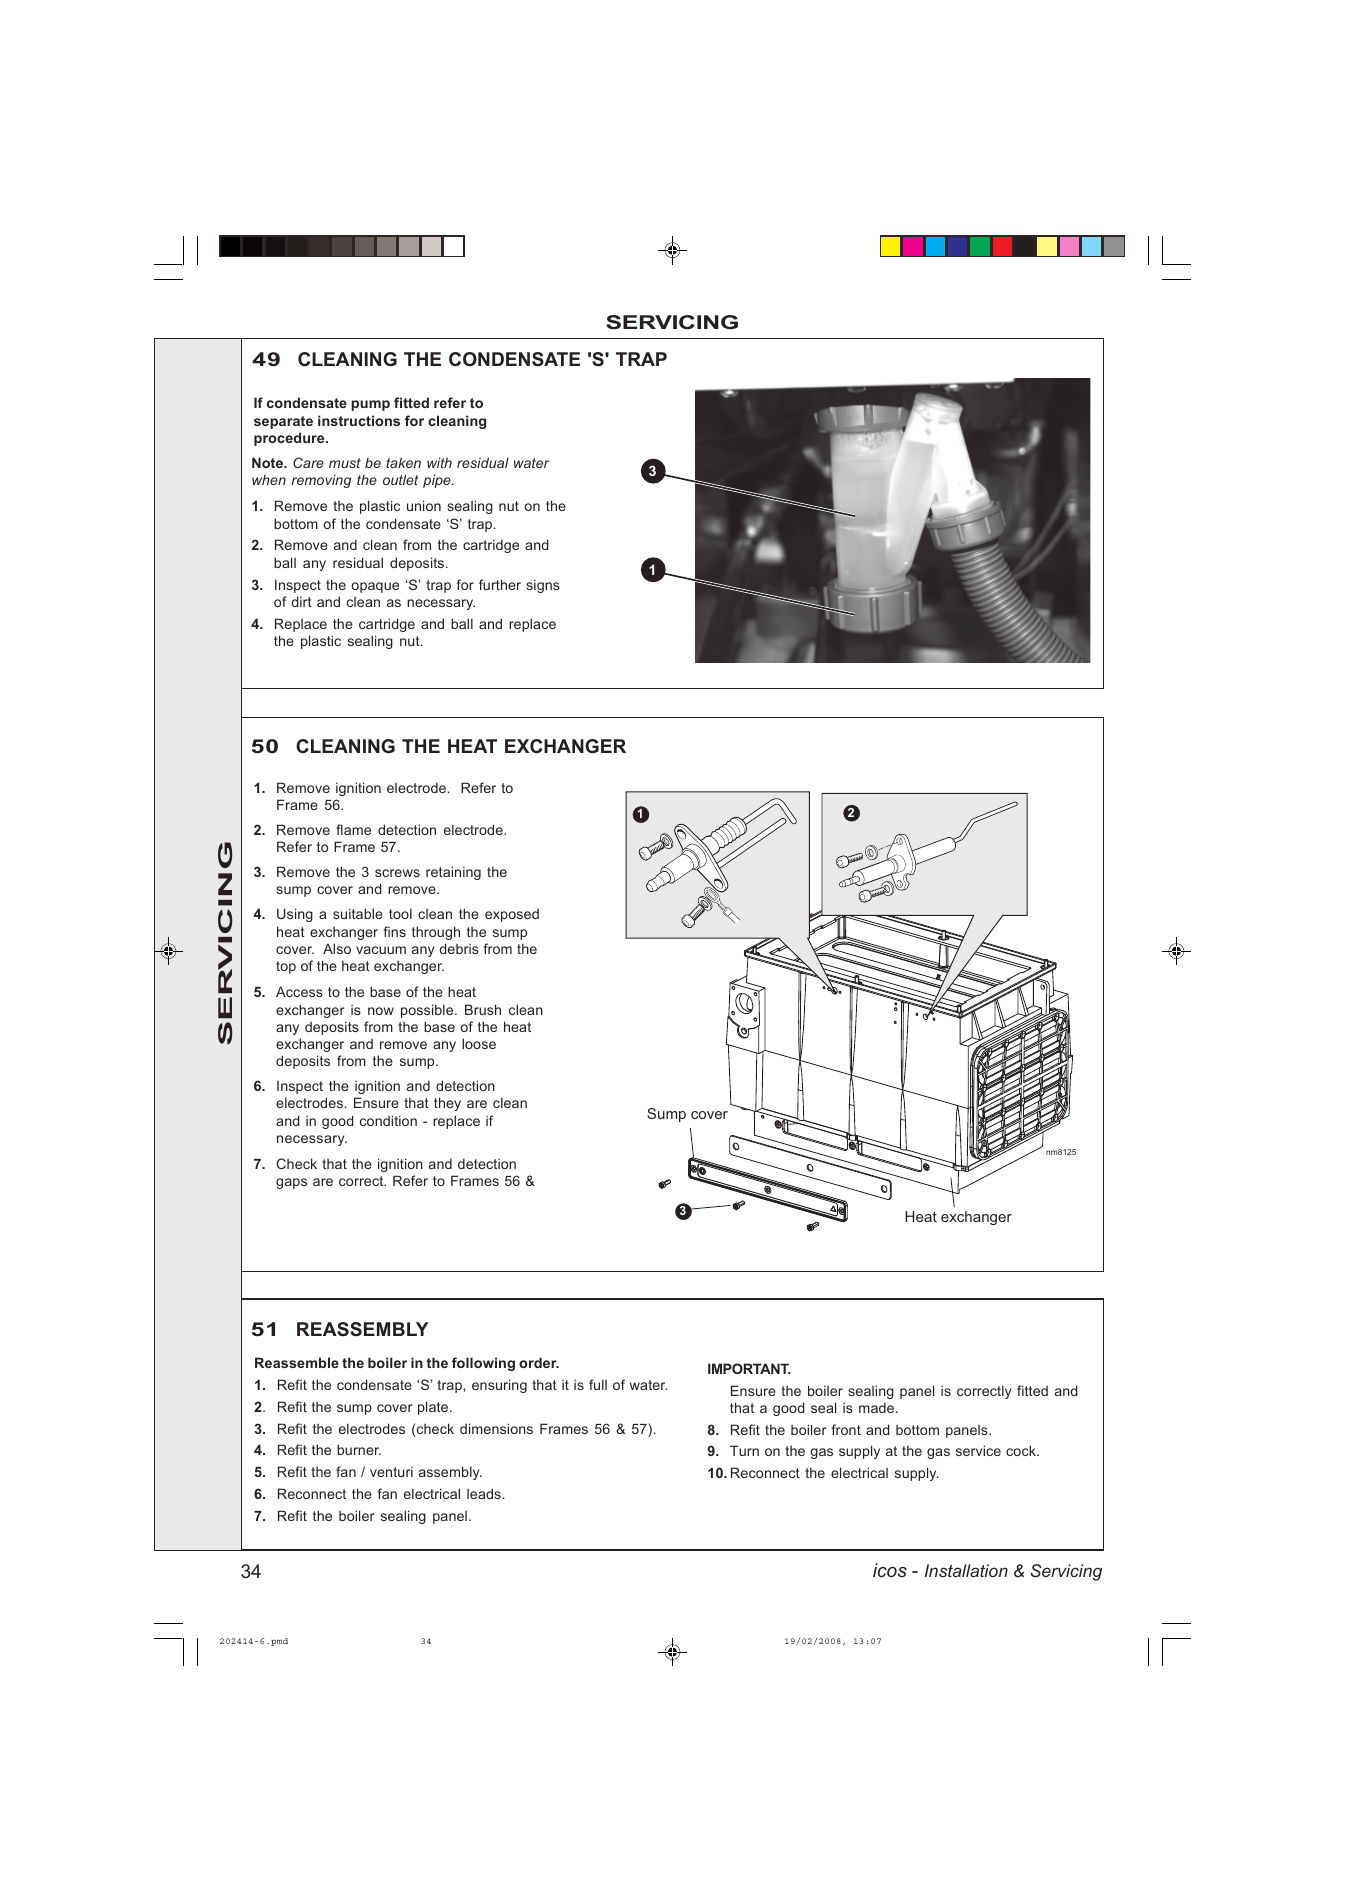 SERVICING
SERVICING
49 CLEANING THE CONDENSATE 'S' TRAP
If condensate pump fitted refer to
separate instructions for cleaning
procedure.
Note. Care must be taken with residual water
when removing the outlet pipe.
1. Remove the plastic union sealing nut on the
bottom of the condensate ‘S’ trap.
2. Remove and clean from the cartridge and
ball any residual deposits.
3. Inspect the opaque ‘S’ trap for further signs
of dirt and clean as necessary.
4. Replace the cartridge and ball and replace
the plastic sealing nut.
3
1
50 CLEANING THE HEAT EXCHANGER
1. Remove ignition electrode. Refer to
Frame 56.
2. Remove flame detection electrode.
Refer to Frame 57.
3. Remove the 3 screws retaining the
sump cover and remove.
4. Using a suitable tool clean the exposed
heat exchanger fins through the sump
cover. Also vacuum any debris from the
top of the heat exchanger.
5. Access to the base of the heat
exchanger is now possible. Brush clean
any deposits from the base of the heat
exchanger and remove any loose
deposits from the sump.
6. Inspect the ignition and detection
electrodes. Ensure that they are clean
and in good condition - replace if
necessary.
7. Check that the ignition and detection
gaps are correct. Refer to Frames 56 &
1
2
Sump cover
nm8125
3
Heat exchanger
51 REASSEMBLY
Reassemble the boiler in the following order.
1. Refit the condensate ‘S’ trap, ensuring that it is full of water.
2. Refit the sump cover plate.
3. Refit the electrodes (check dimensions Frames 56 & 57).
4. Refit the burner.
5. Refit the fan / venturi assembly.
6. Reconnect the fan electrical leads.
7. Refit the boiler sealing panel.
IMPORTANT.
Ensure the boiler sealing panel is correctly fitted and
that a good seal is made.
8. Refit the boiler front and bottom panels.
9. Turn on the gas supply at the gas service cock.
10. Reconnect the electrical supply.
34
icos - Installation & Servicing
202414-6.pmd
34
19/02/2008, 13:07